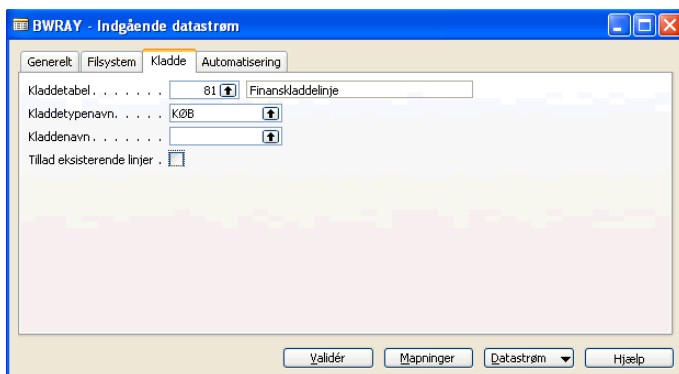 BWRAY - Indgående datastrøm
Generelt Filsystem Kladde Automatisering
Kladdetabel. . . . . . . 81 Finanskladdelinje
Kladdetypenavn. . . . . KØB
Kladdenavn. . . . . . .
Tillad eksisterende linjer .
Validér Mapninger Datastrøm Hjælp